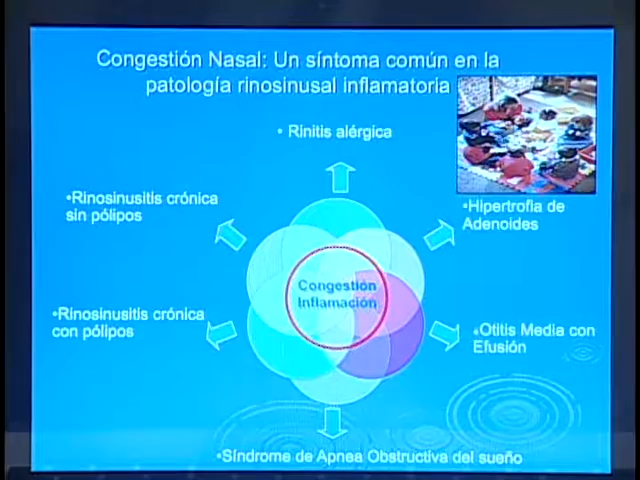 Congestión Nasal: Un síntoma común en la
patología rinosinusal inflamatoria
• Rinitis alérgica
•Rinosinusitis crónica
sin pólipos
•Hipertrofia de
Adenoides
Congestión
Inflamación
•Rinosinusitis crónica
con pólipos
•Otitis Media con
Efusión
•Síndrome de Apnea Obstructiva del sueño